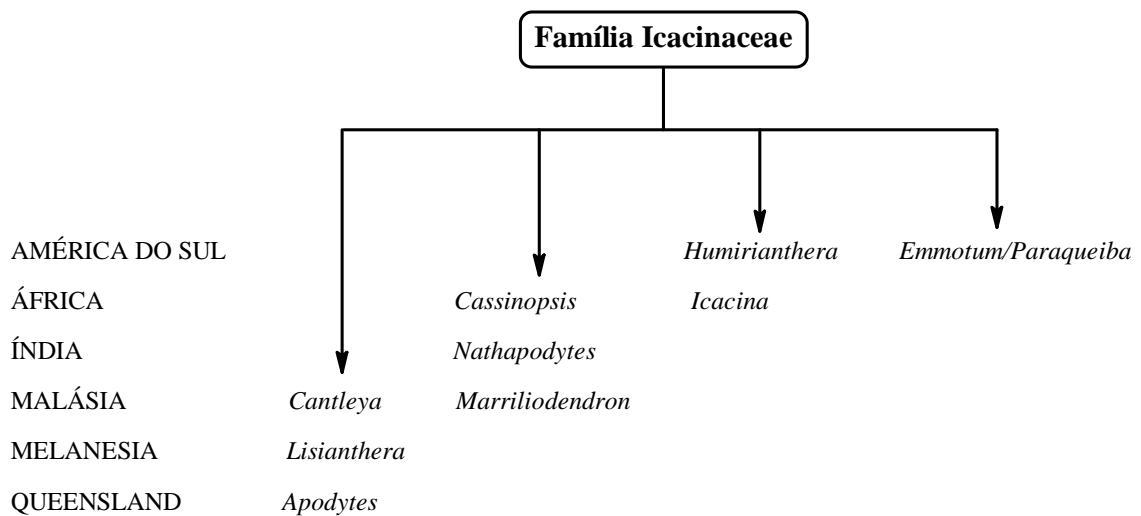 Família Icacinaceae
AMÉRICA DO SUL Humirianthera Emmotum/Paraqueiba
ÁFRICA Cassinopsis Icacina
ÍNDIA Nathapodytes
MALÁSIA Cantleya Marriliodendron
MELANESIA Lisianthera
QUEENSLAND Apodytes